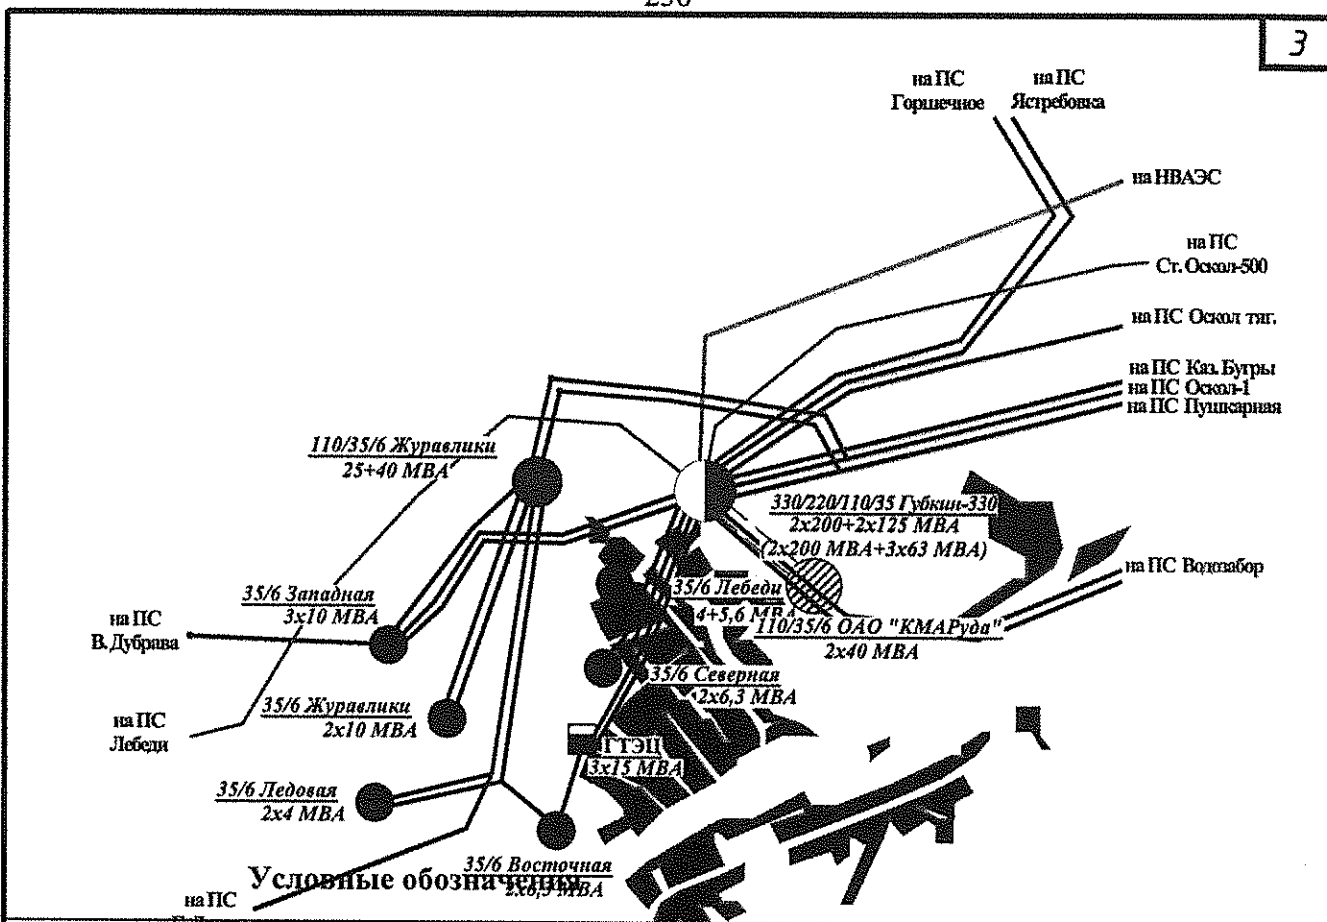 3
на ПС
Горшечное
на ПС
Ястребовка
на НВАЭС
на ПС
Ст. Оскол-500
на ПС Оскол тяг.
на ПС Каз. Бугры
на ПС Оскол-1
на ПС Пушкарная
110/35/6 Журавлики
25+40 МВА
330/220/110/35 Губкин-330
2х200+2х125 МВА
(2х200 МВА+3х63 МВА)
на ПС Водозабор
35/6 Западная
3х10 МВА
35/6 Лебеди
4+5,6 МВА
на ПС
В. Дубрава
110/35/6 ОАО "КМАРуда"
2х40 МВА
35/6 Северная
2х6,3 МВА
35/6 Журавлики
2х10 МВА
на ПС
Лебеди
ГТЭЦ
3х15 МВА
35/6 Ледовая
2х4 МВА
35/6 Восточная
2х6,3 МВА
Условные обозначения
на ПС